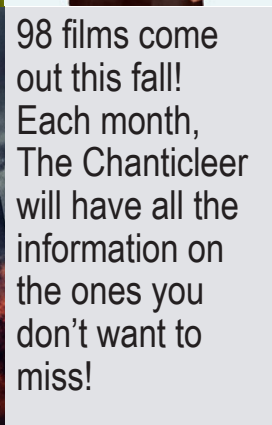 98 films come
out this fall!
Each month,
The Chanticleer
will have all the
information on
the ones you
don’t want to
miss!